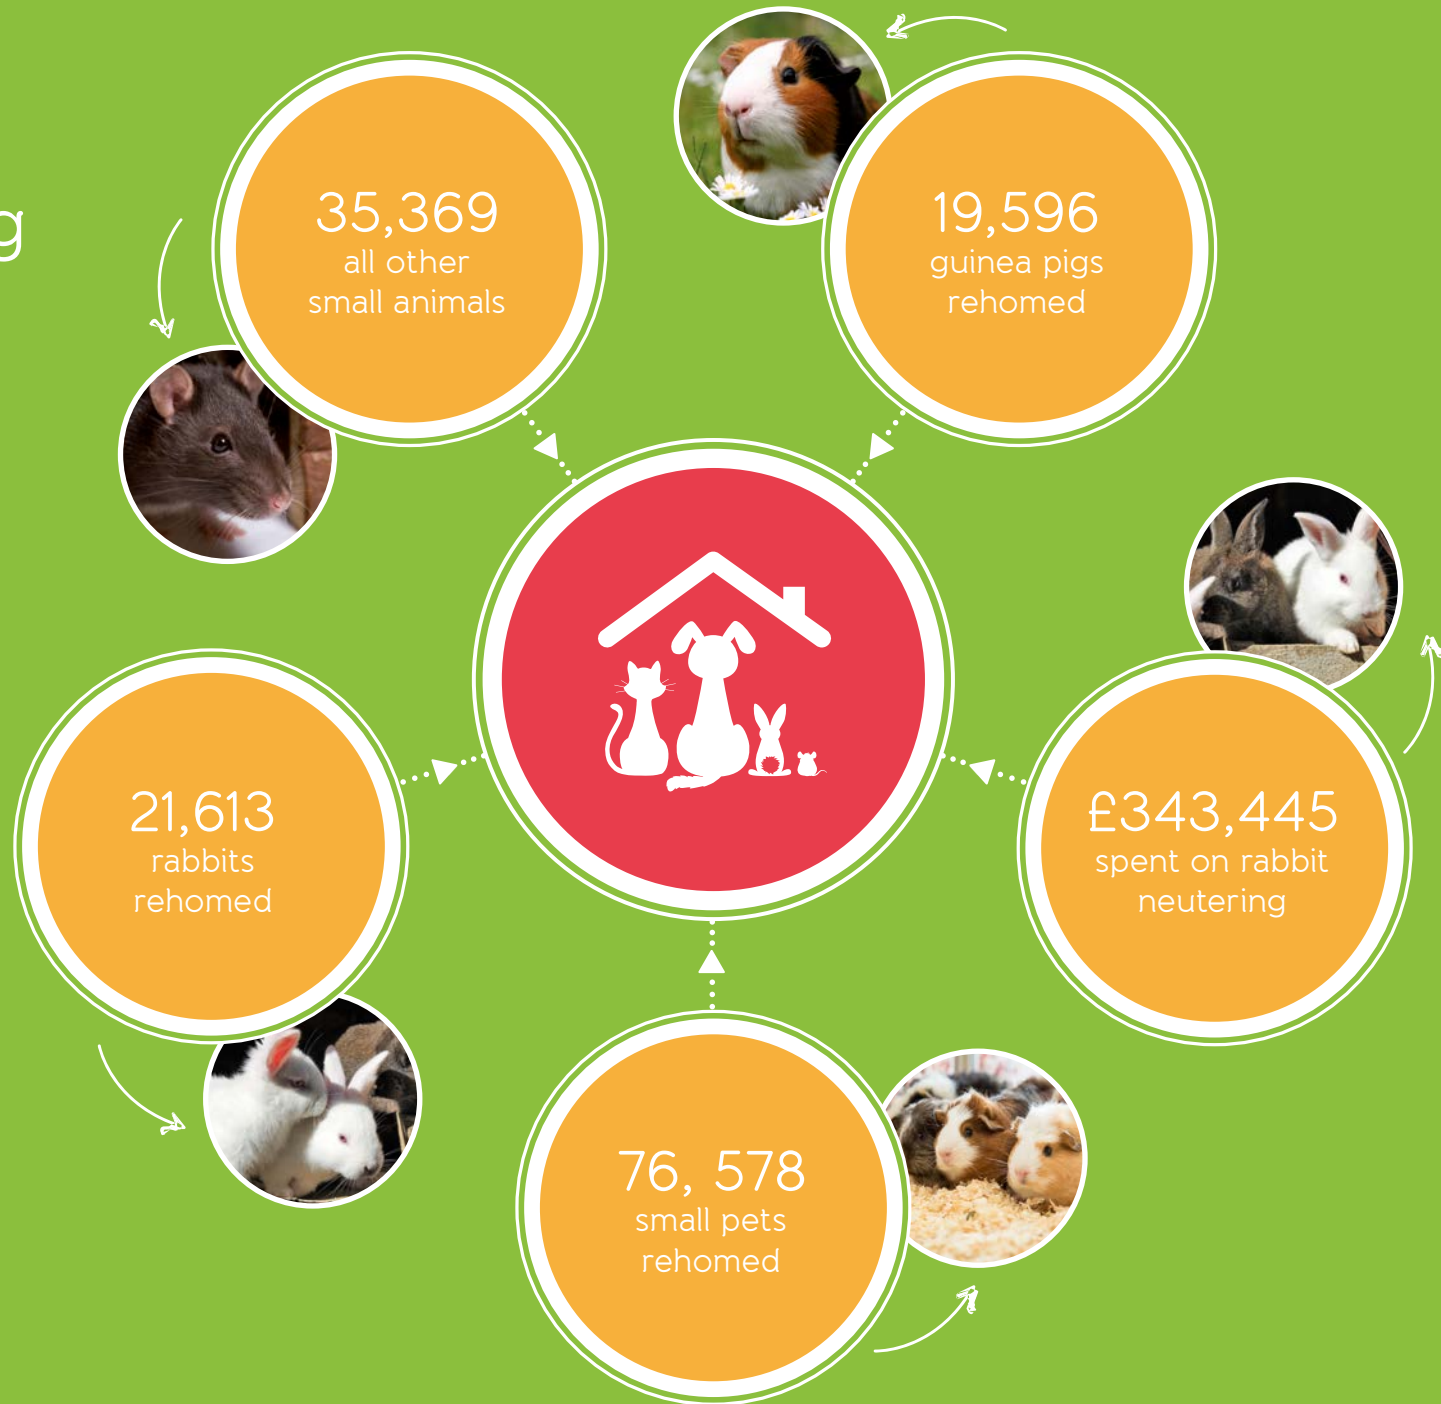 35,369
all other
small animals
19,596
guinea pigs
rehomed
21,613
rabbits
rehomed
£343,445
spent on rabbit
neutering
76, 578
small pets
rehomed